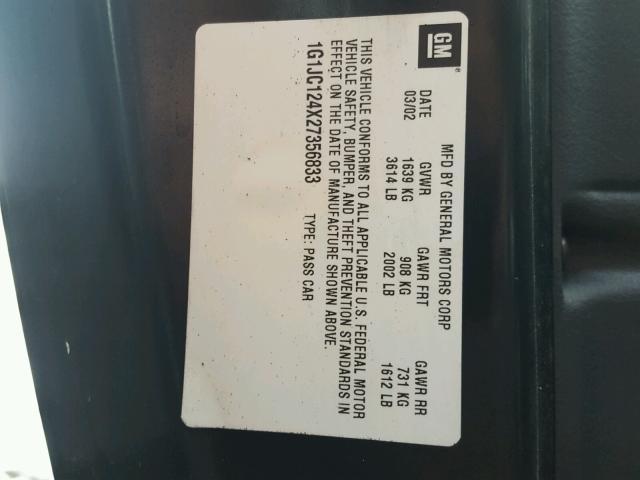 GM
MFD BY GENERAL MOTORS CORP
DATE GVWR GAWR FRT GAWR RR
03/02 1639 KG 908 KG 731 KG
3614 LB 2002 LB 1612 LB
THIS VEHICLE CONFORMS TO ALL APPLICABLE U.S. FEDERAL MOTOR
VEHICLE SAFETY, BUMPER, AND THEFT PREVENTION STANDARDS IN
EFFECT ON THE DATE OF MANUFACTURE SHOWN ABOVE.
1G1JC124X27356833 TYPE: PASS CAR